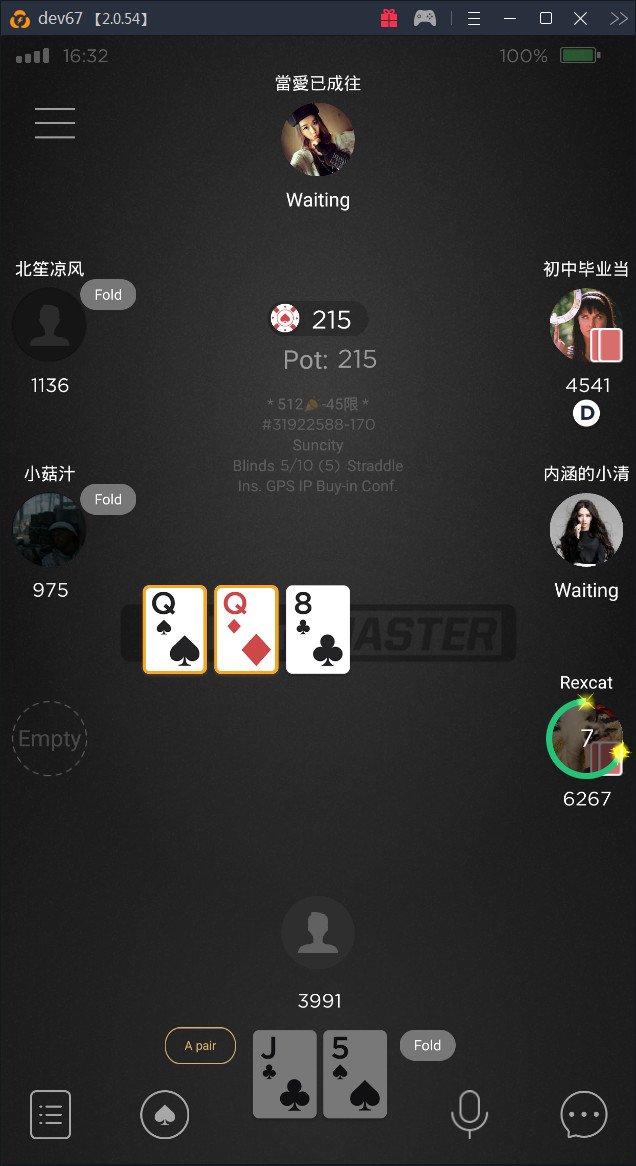 dev67 【2.0.54】
16:32
100%
當愛已成往
Waiting
北笙凉风
Fold
初中毕业当
215
Pot: 215
1136
4541
D
* 512 -45限 *
#31922588-170
Suncity
Blinds 5/10 (5) Straddle
Ins. GPS IP Buy-in Conf.
小菇汁
Fold
内涵的小清
975
Waiting
Q
Q
8
ASTER
Rexcat
Empty
7
6267
3991
A pair
J
5
Fold